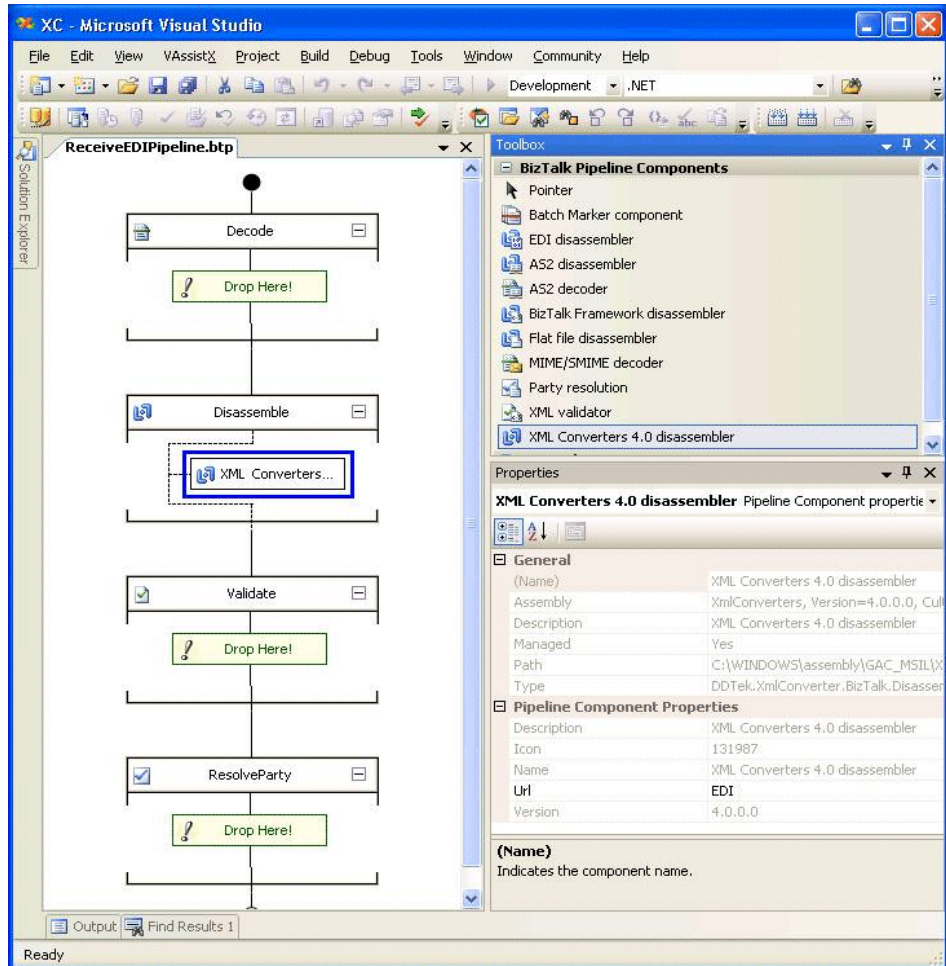 XC - Microsoft Visual Studio
File Edit View VAssistX Project Build Debug Tools Window Community Help
Development .NET
Solution Explorer
ReceiveEDIPipeline.btp
Decode
Drop Here!
Disassemble
XML Converters...
Validate
Drop Here!
ResolveParty
Drop Here!
Toolbox
BizTalk Pipeline Components
Pointer
Batch Marker component
EDI disassembler
AS2 disassembler
AS2 decoder
BizTalk Framework disassembler
Flat file disassembler
MIME/SMIME decoder
Party resolution
XML validator
XML Converters 4.0 disassembler
Properties
XML Converters 4.0 disassembler Pipeline Component propertie
General
(Name) XML Converters 4.0 disassembler
Assembly XmlConverters, Version=4.0.0.0, Cul
Description XML Converters 4.0 disassembler
Managed Yes
Path C:\WINDOWS\assembly\GAC_MSIL\X
Type DDTek.XmlConverter.BizTalk.Disasser
Pipeline Component Properties
Description XML Converters 4.0 disassembler
Icon 131987
Name XML Converters 4.0 disassembler
Url EDI
Version 4.0.0.0
(Name)
Indicates the component name.
Output Find Results 1
Ready